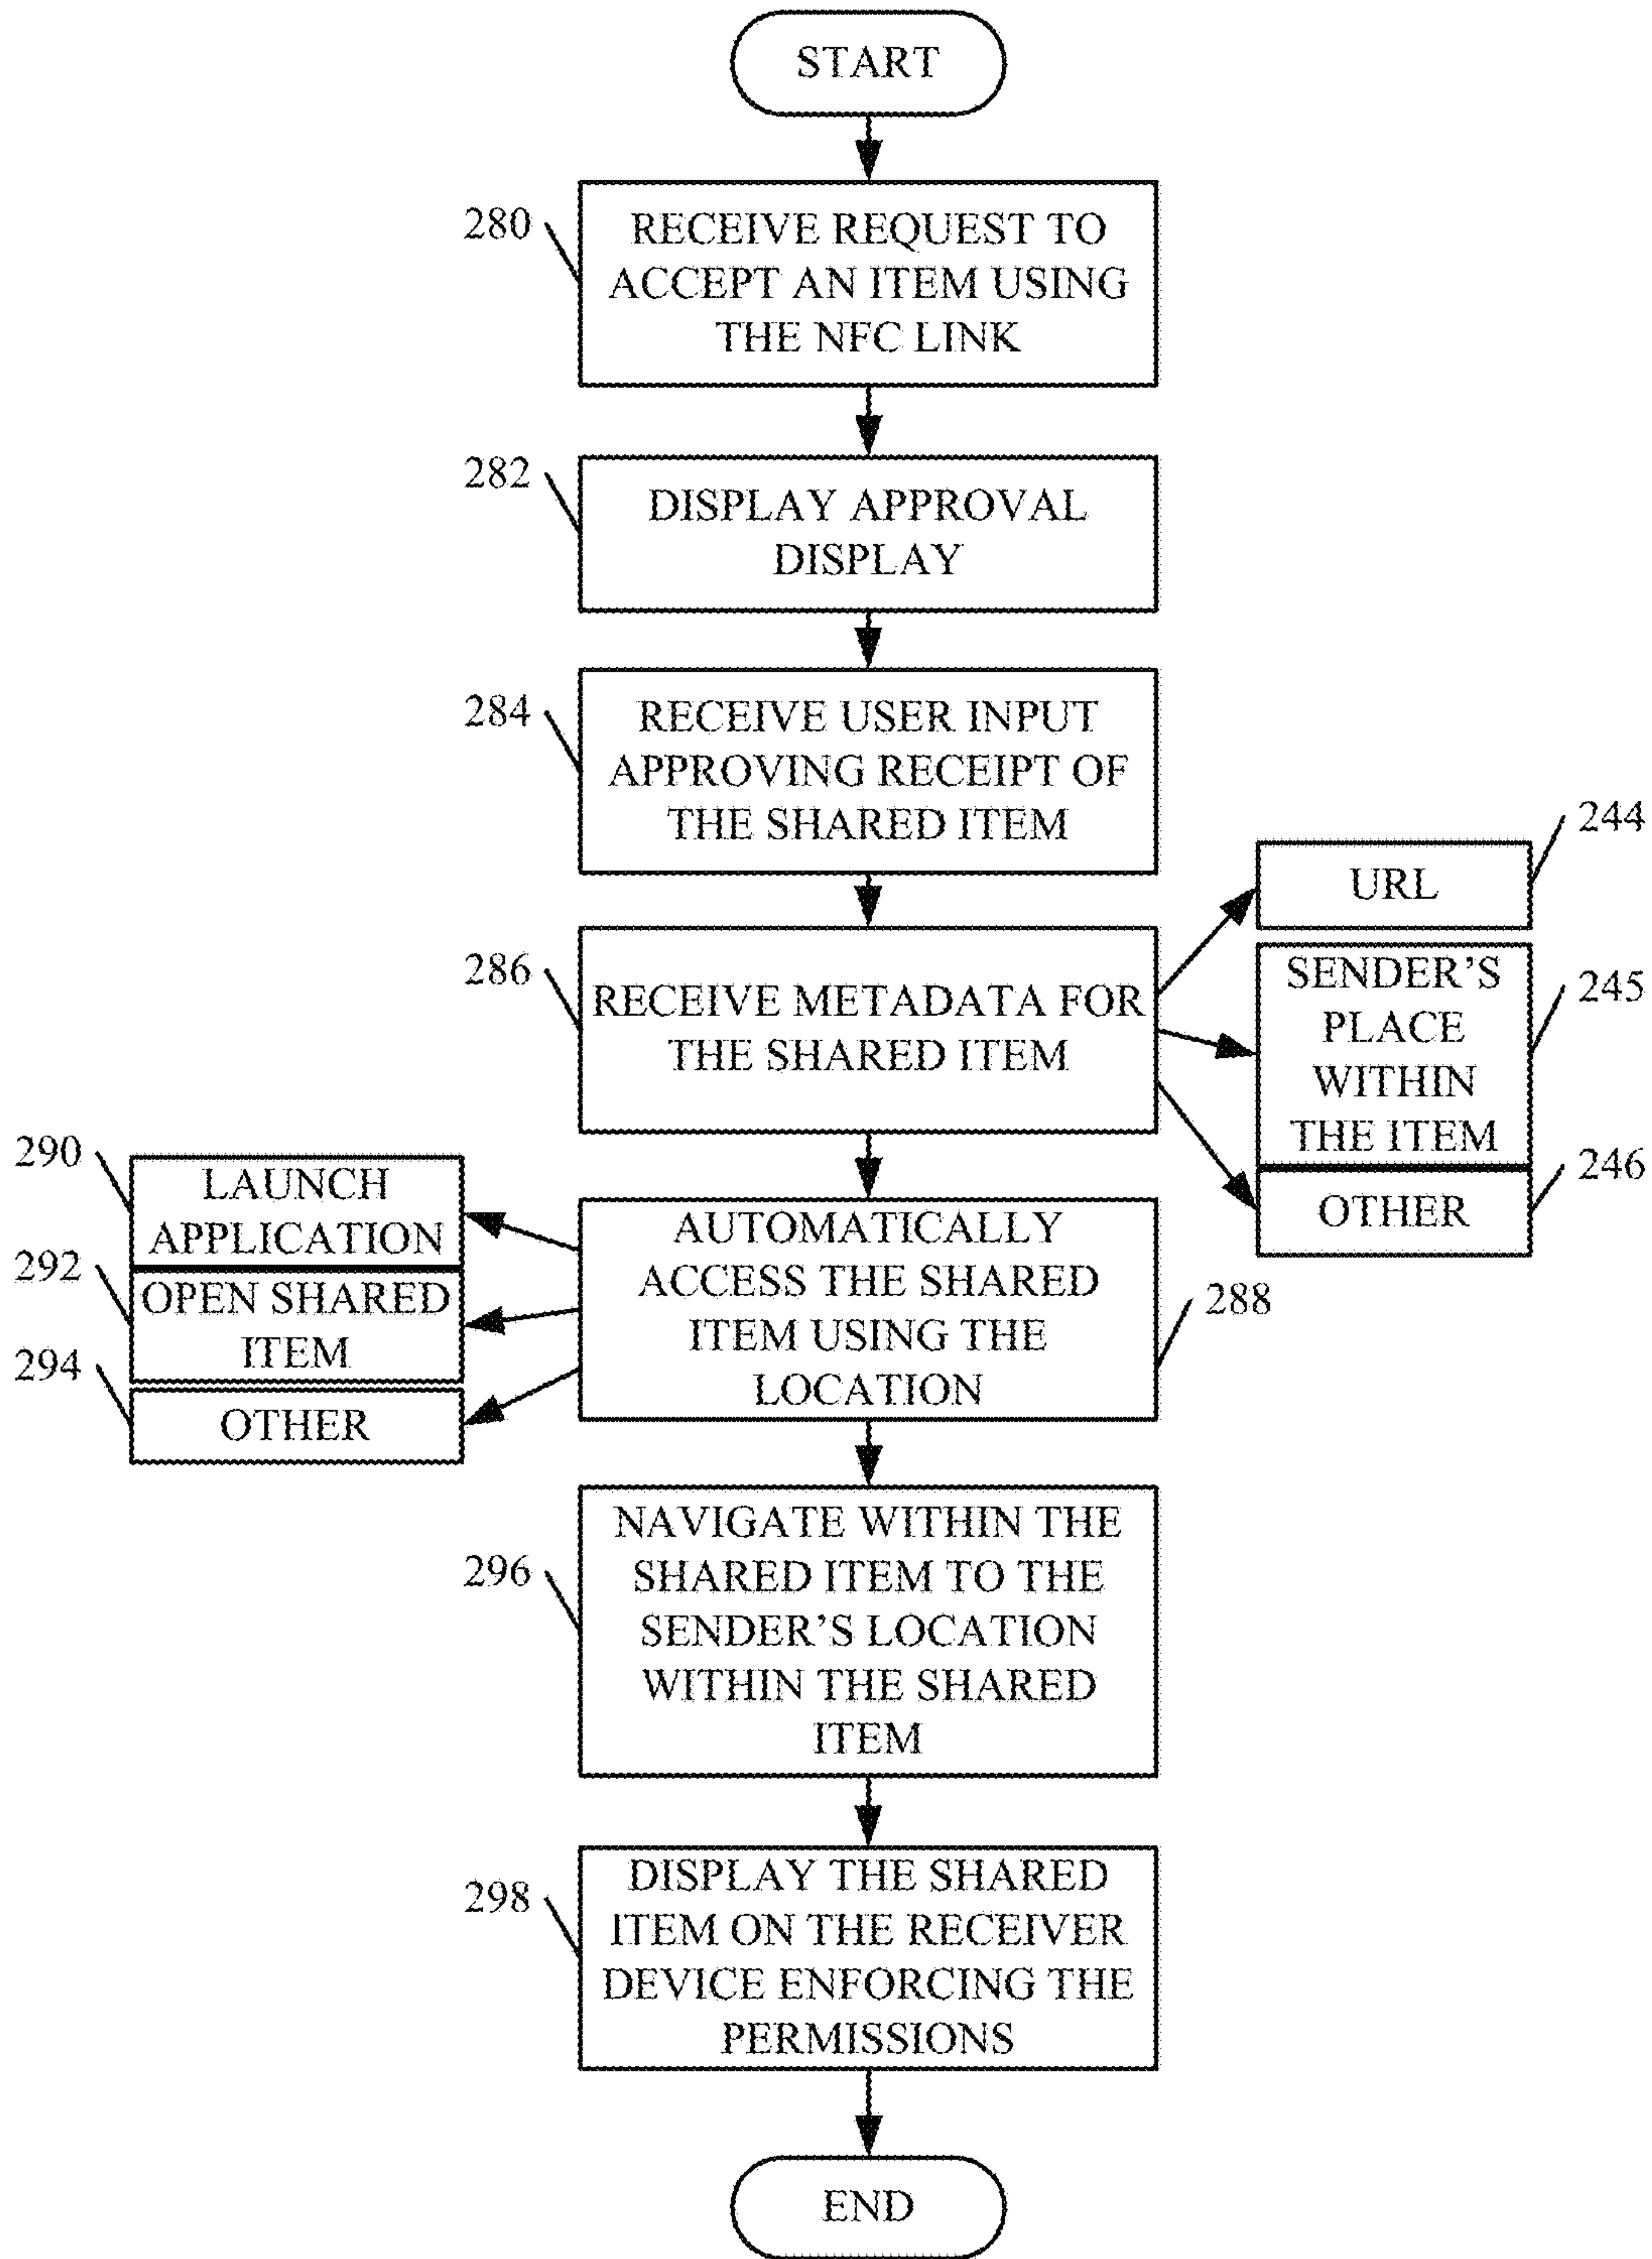 START
280
RECEIVE REQUEST TO
ACCEPT AN ITEM USING
THE NFC LINK
282
DISPLAY APPROVAL
DISPLAY
284
RECEIVE USER INPUT
APPROVING RECEIPT OF
THE SHARED ITEM
244
URL
286
RECEIVE METADATA FOR
THE SHARED ITEM
245
SENDER'S
PLACE
WITHIN
THE ITEM
246
OTHER
290
LAUNCH
APPLICATION
292
OPEN SHARED
ITEM
294
OTHER
AUTOMATICALLY
ACCESS THE SHARED
ITEM USING THE
LOCATION
288
296
NAVIGATE WITHIN THE
SHARED ITEM TO THE
SENDER'S LOCATION
WITHIN THE SHARED
ITEM
298
DISPLAY THE SHARED
ITEM ON THE RECEIVER
DEVICE ENFORCING THE
PERMISSIONS
END